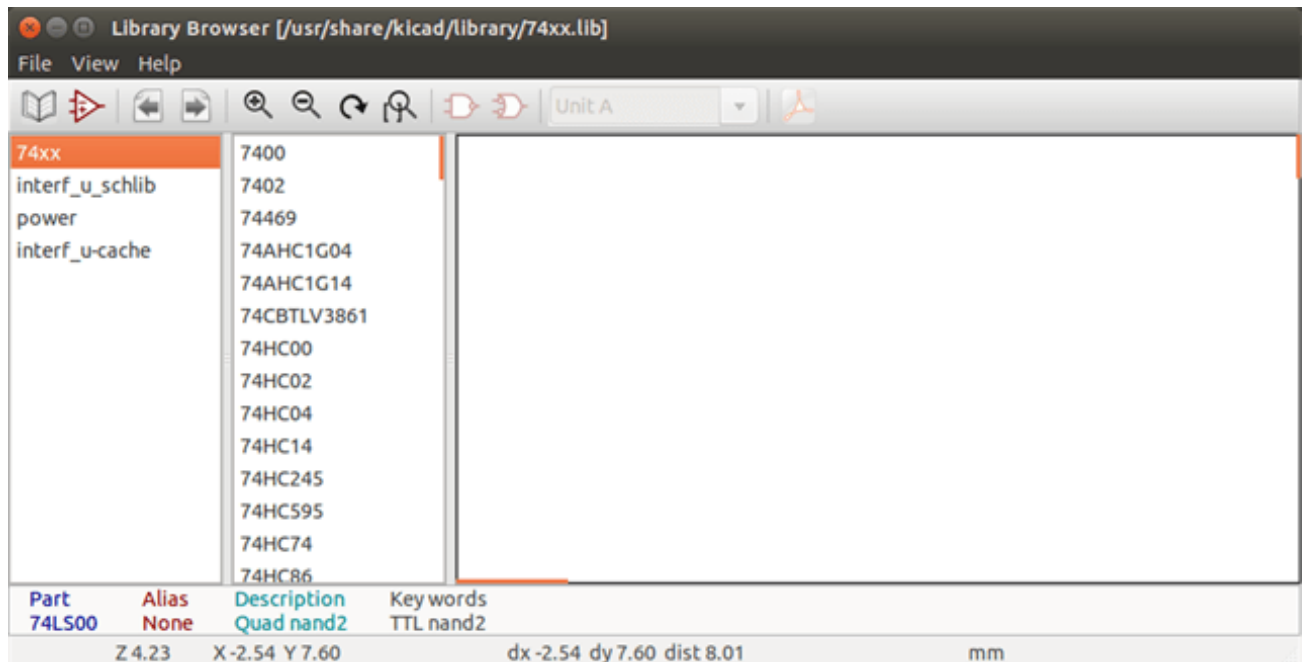 Library Browser [/usr/share/kicad/library/74xx.lib]
File View Help
Unit A
74xx
interf_u_schlib
power
interf_u-cache
7400
7402
74469
74AHC1G04
74AHC1G14
74CBTLV3861
74HC00
74HC02
74HC04
74HC14
74HC245
74HC595
74HC74
74HC86
Part Alias Description Key words
74LS00 None Quad nand2 TTL nand2
Z 4.23 X -2.54 Y 7.60 dx -2.54 dy 7.60 dist 8.01 mm